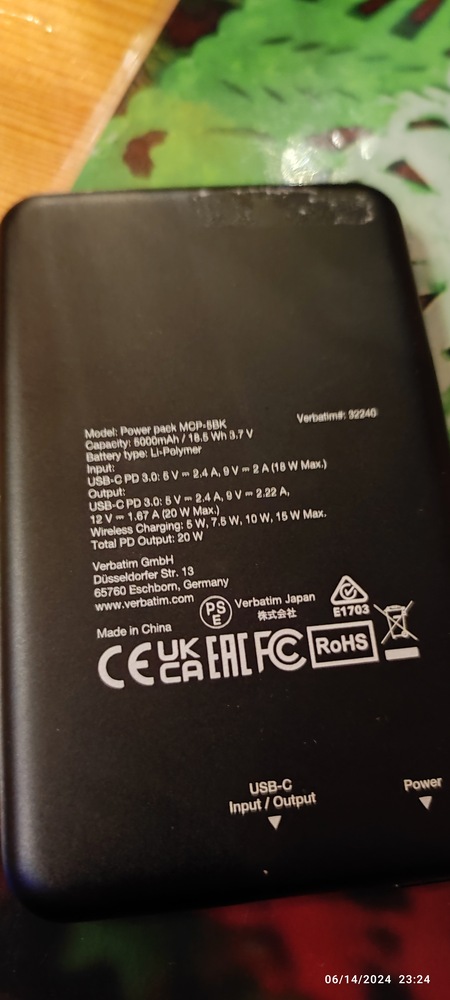 Model: Power pack MCP-5BK
Verbatim#: 32240
Capacity: 5000mAh / 18.5 Wh 3.7 V
Battery type: Li-Polymer
Input:
USB-C PD 3.0: 5 V ⎓ 2.4 A, 9 V ⎓ 2 A (18 W Max.)
Output:
USB-C PD 3.0: 5 V ⎓ 2.4 A, 9 V ⎓ 2.22 A,
12 V ⎓ 1.67 A (20 W Max.)
Wireless Charging: 5 W, 7.5 W, 10 W, 15 W Max.
Total PD Output: 20 W
Verbatim GmbH
Düsseldorfer Str. 13
65760 Eschborn, Germany
www.verbatim.com
PS
E
Verbatim Japan
株式会社
E1703
Made in China
CE UK CA EAC FC RoHS
USB-C
Input / Output
Power
06/14/2024 23:24